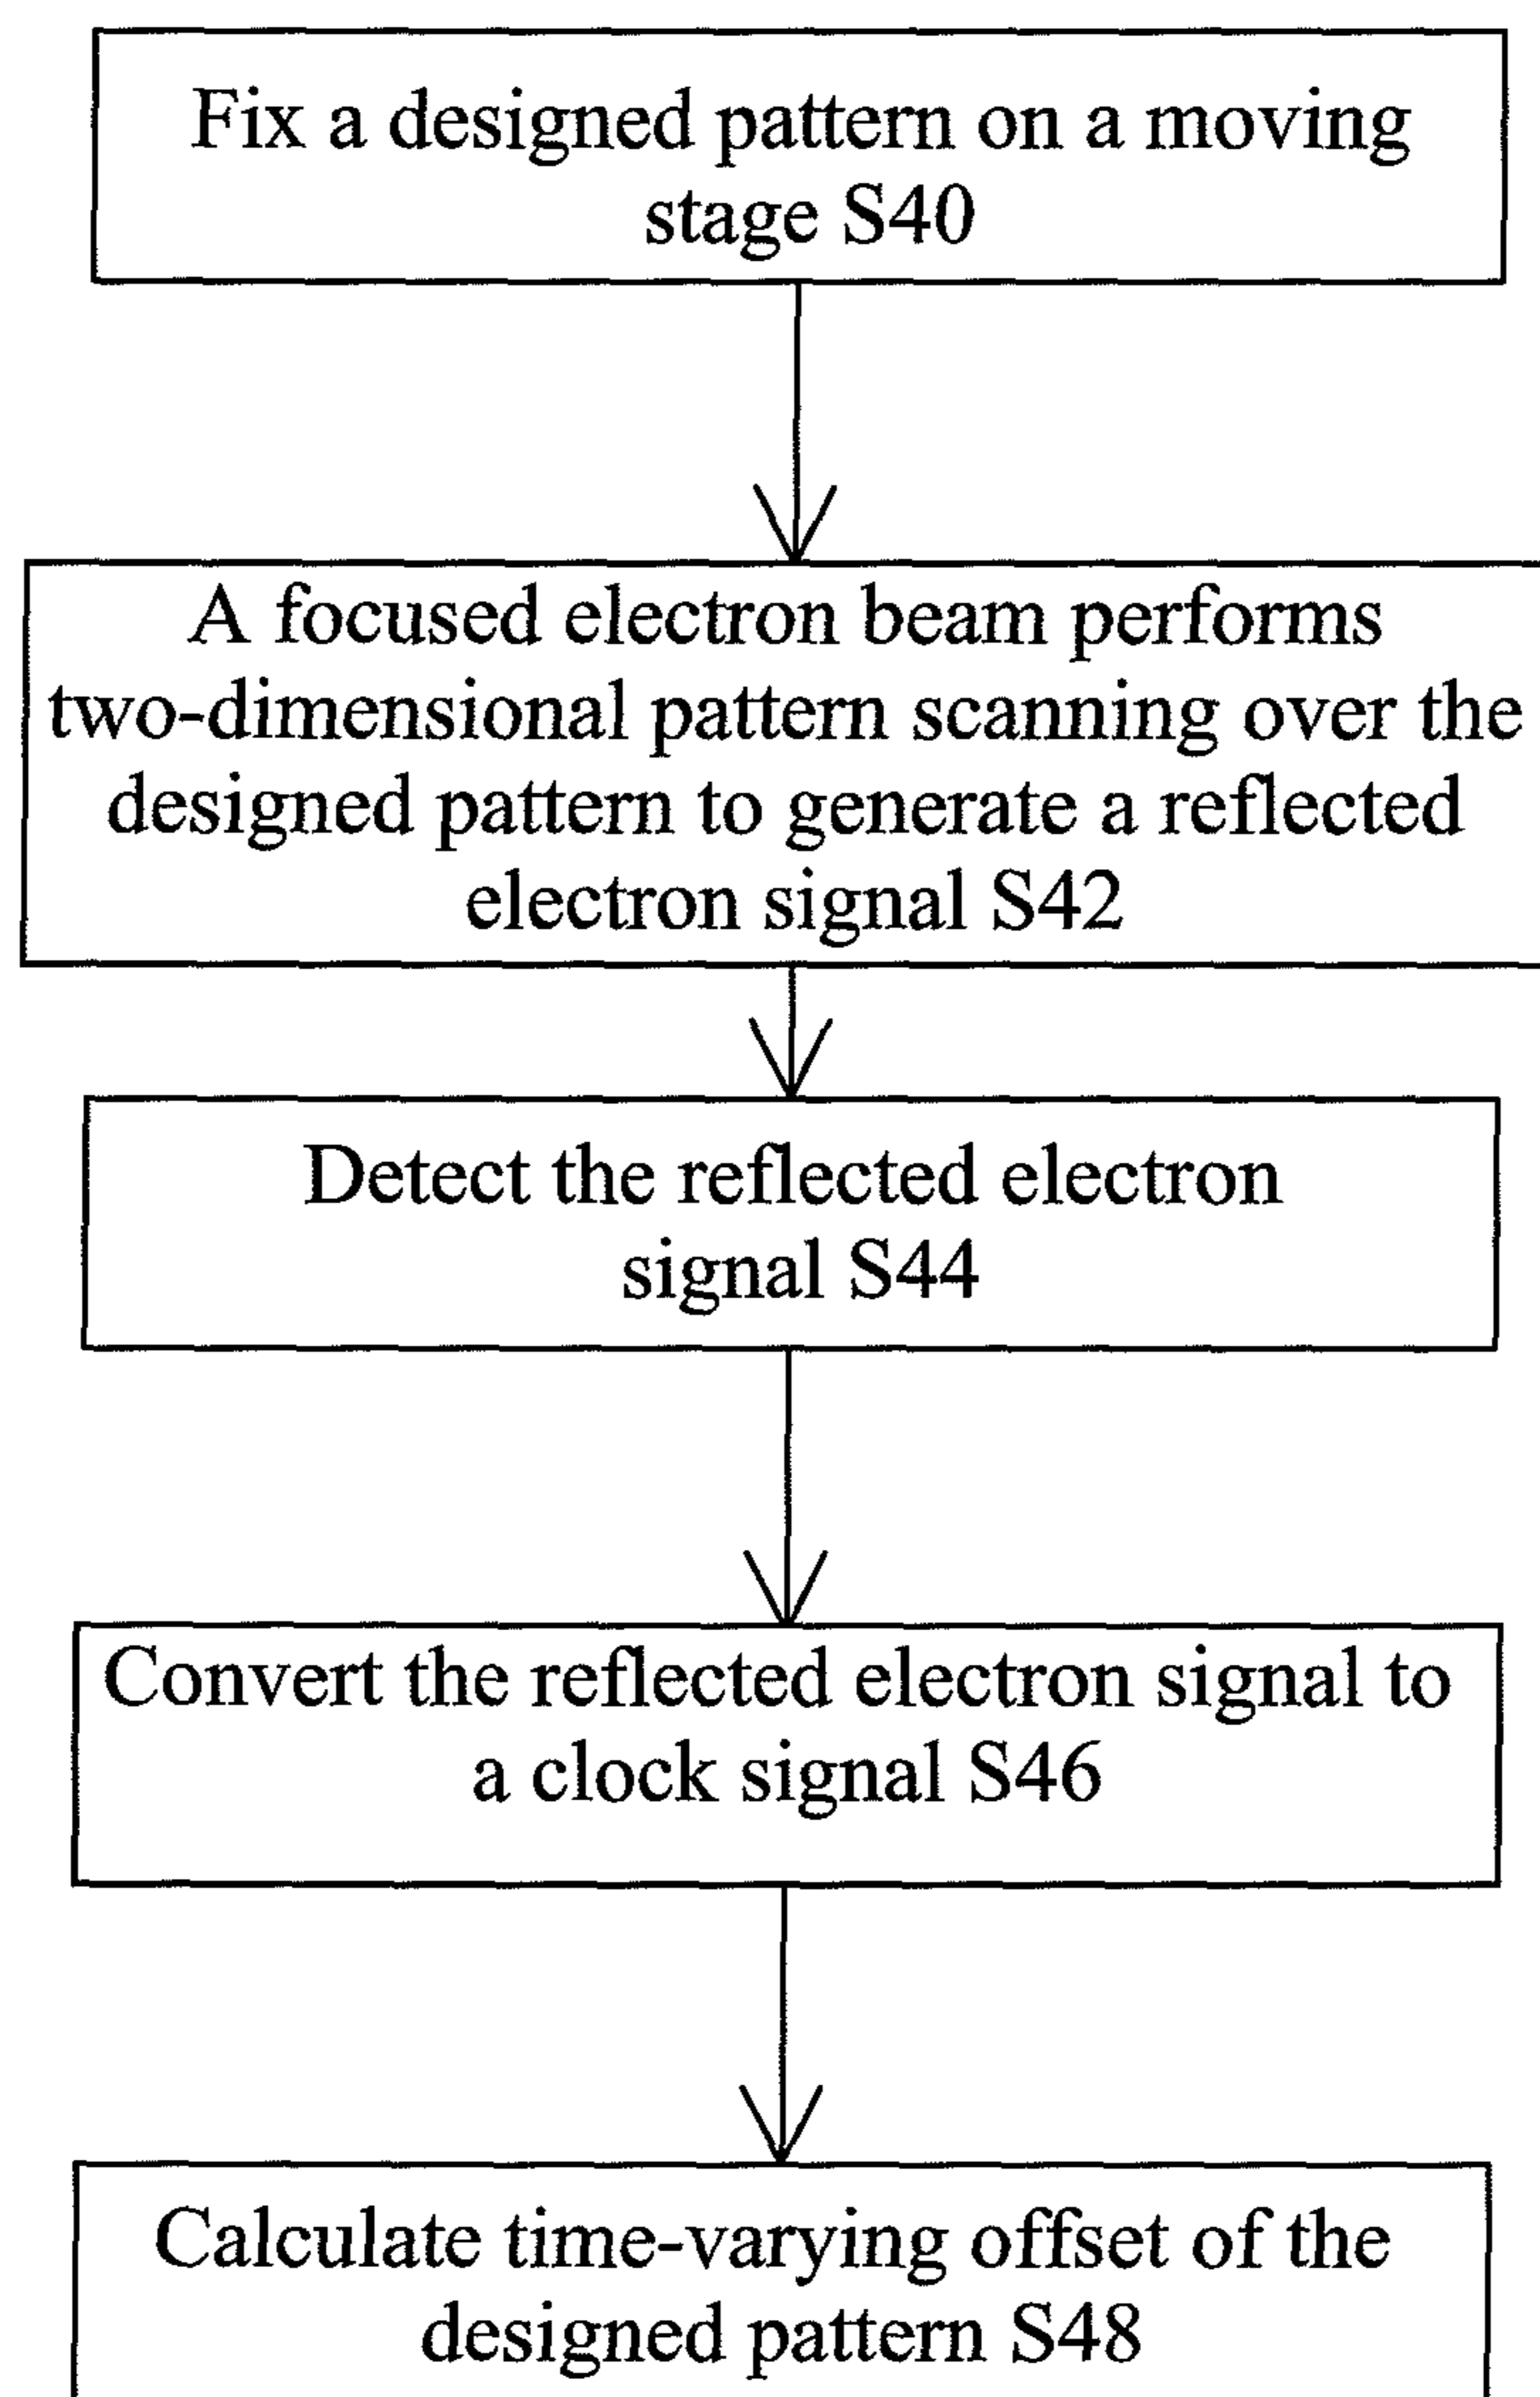 Fix a designed pattern on a moving
stage S40
A focused electron beam performs
two-dimensional pattern scanning over the
designed pattern to generate a reflected
electron signal S42
Detect the reflected electron
signal S44
Convert the reflected electron signal to
a clock signal S46
Calculate time-varying offset of the
designed pattern S48